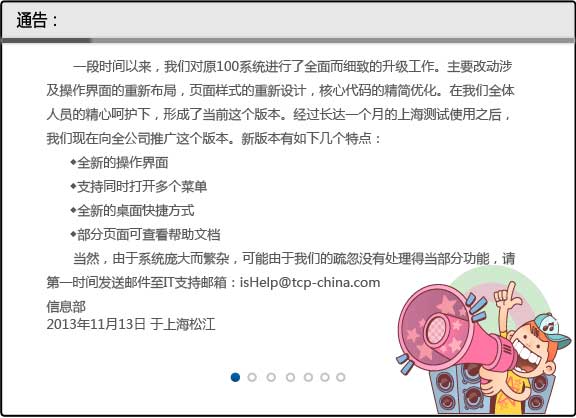 通告：
一段时间以来，我们对原100系统进行了全面而细致的升级工作。主要改动涉
及操作界面的重新布局，页面样式的重新设计，核心代码的精简优化。在我们全体
人员的精心呵护下，形成了当前这个版本。经过长达一个月的上海测试使用之后，
我们现在向全公司推广这个版本。新版本有如下几个特点：
◆全新的操作界面
◆支持同时打开多个菜单
◆全新的桌面快捷方式
◆部分页面可查看帮助文档
当然，由于系统庞大而繁杂，可能由于我们的疏忽没有处理得当部分功能，请
第一时间发送邮件至IT支持邮箱：isHelp@tcp-china.com
信息部
2013年11月13日 于上海松江